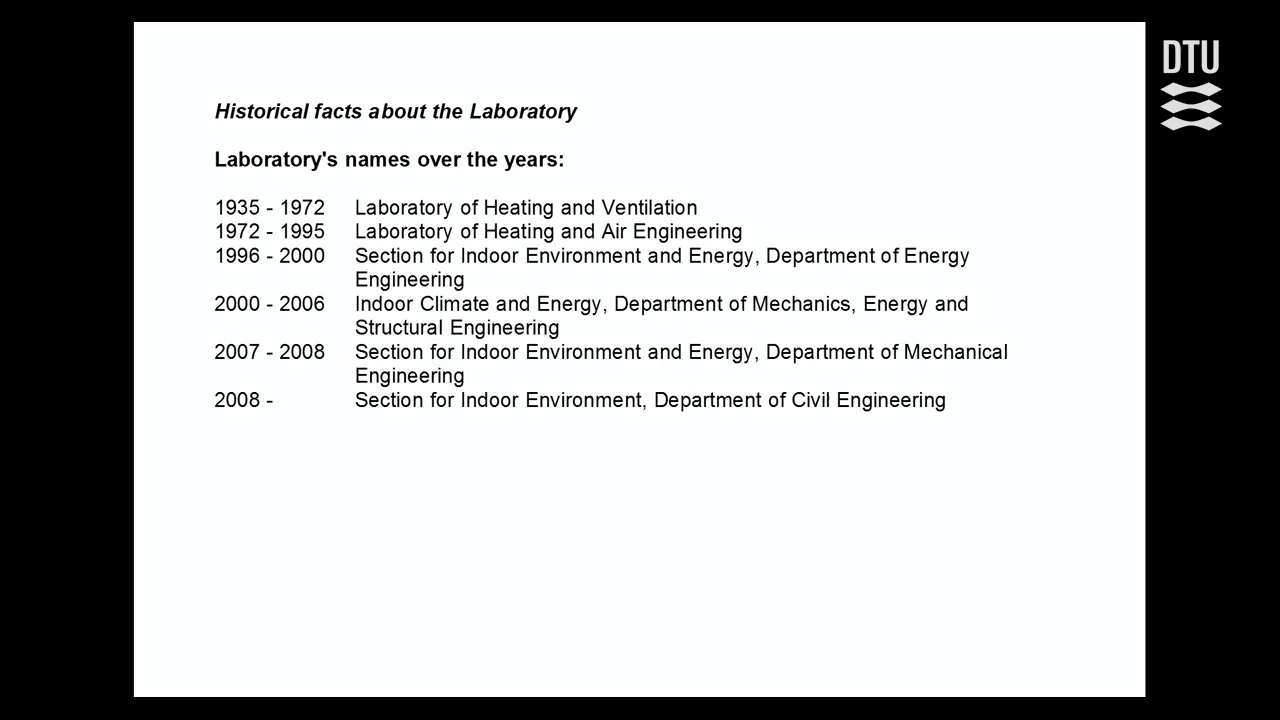 DTU
Historical facts about the Laboratory
Laboratory's names over the years:
1935 - 1972 Laboratory of Heating and Ventilation
1972 - 1995 Laboratory of Heating and Air Engineering
1996 - 2000 Section for Indoor Environment and Energy, Department of Energy
Engineering
2000 - 2006 Indoor Climate and Energy, Department of Mechanics, Energy and
Structural Engineering
2007 - 2008 Section for Indoor Environment and Energy, Department of Mechanical
Engineering
2008 - Section for Indoor Environment, Department of Civil Engineering